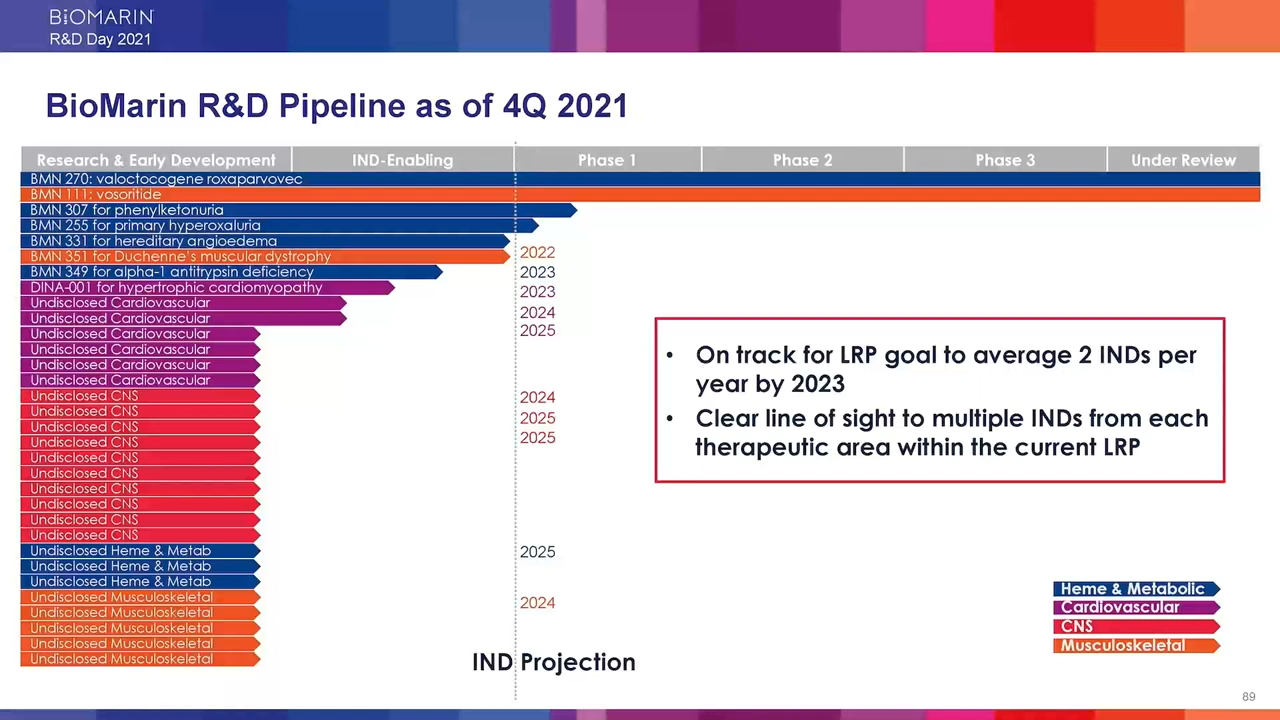 BIOMARIN
R&D Day 2021
BioMarin R&D Pipeline as of 4Q 2021
Research & Early Development IND-Enabling Phase 1 Phase 2 Phase 3 Under Review
BMN 270: valoctocogene roxaparvovec
BMN 111: vosoritide
BMN 307 for phenylketonuria
BMN 255 for primary hyperoxaluria
BMN 331 for hereditary angioedema
BMN 351 for Duchenne's muscular dystrophy 2022
BMN 349 for alpha-1 antitrypsin deficiency 2023
DINA-001 for hypertrophic cardiomyopathy 2023
Undisclosed Cardiovascular 2024
Undisclosed Cardiovascular 2025
Undisclosed Cardiovascular
Undisclosed Cardiovascular
Undisclosed Cardiovascular
Undisclosed Cardiovascular
Undisclosed CNS 2024
Undisclosed CNS 2025
Undisclosed CNS 2025
Undisclosed CNS
Undisclosed CNS
Undisclosed CNS
Undisclosed CNS
Undisclosed CNS
Undisclosed CNS
Undisclosed CNS
Undisclosed Heme & Metab 2025
Undisclosed Heme & Metab
Undisclosed Heme & Metab
Undisclosed Musculoskeletal 2024
Undisclosed Musculoskeletal
Undisclosed Musculoskeletal
Undisclosed Musculoskeletal
Undisclosed Musculoskeletal
IND Projection
• On track for LRP goal to average 2 INDs per
year by 2023
• Clear line of sight to multiple INDs from each
therapeutic area within the current LRP
Heme & Metabolic
Cardiovascular
CNS
Musculoskeletal
89